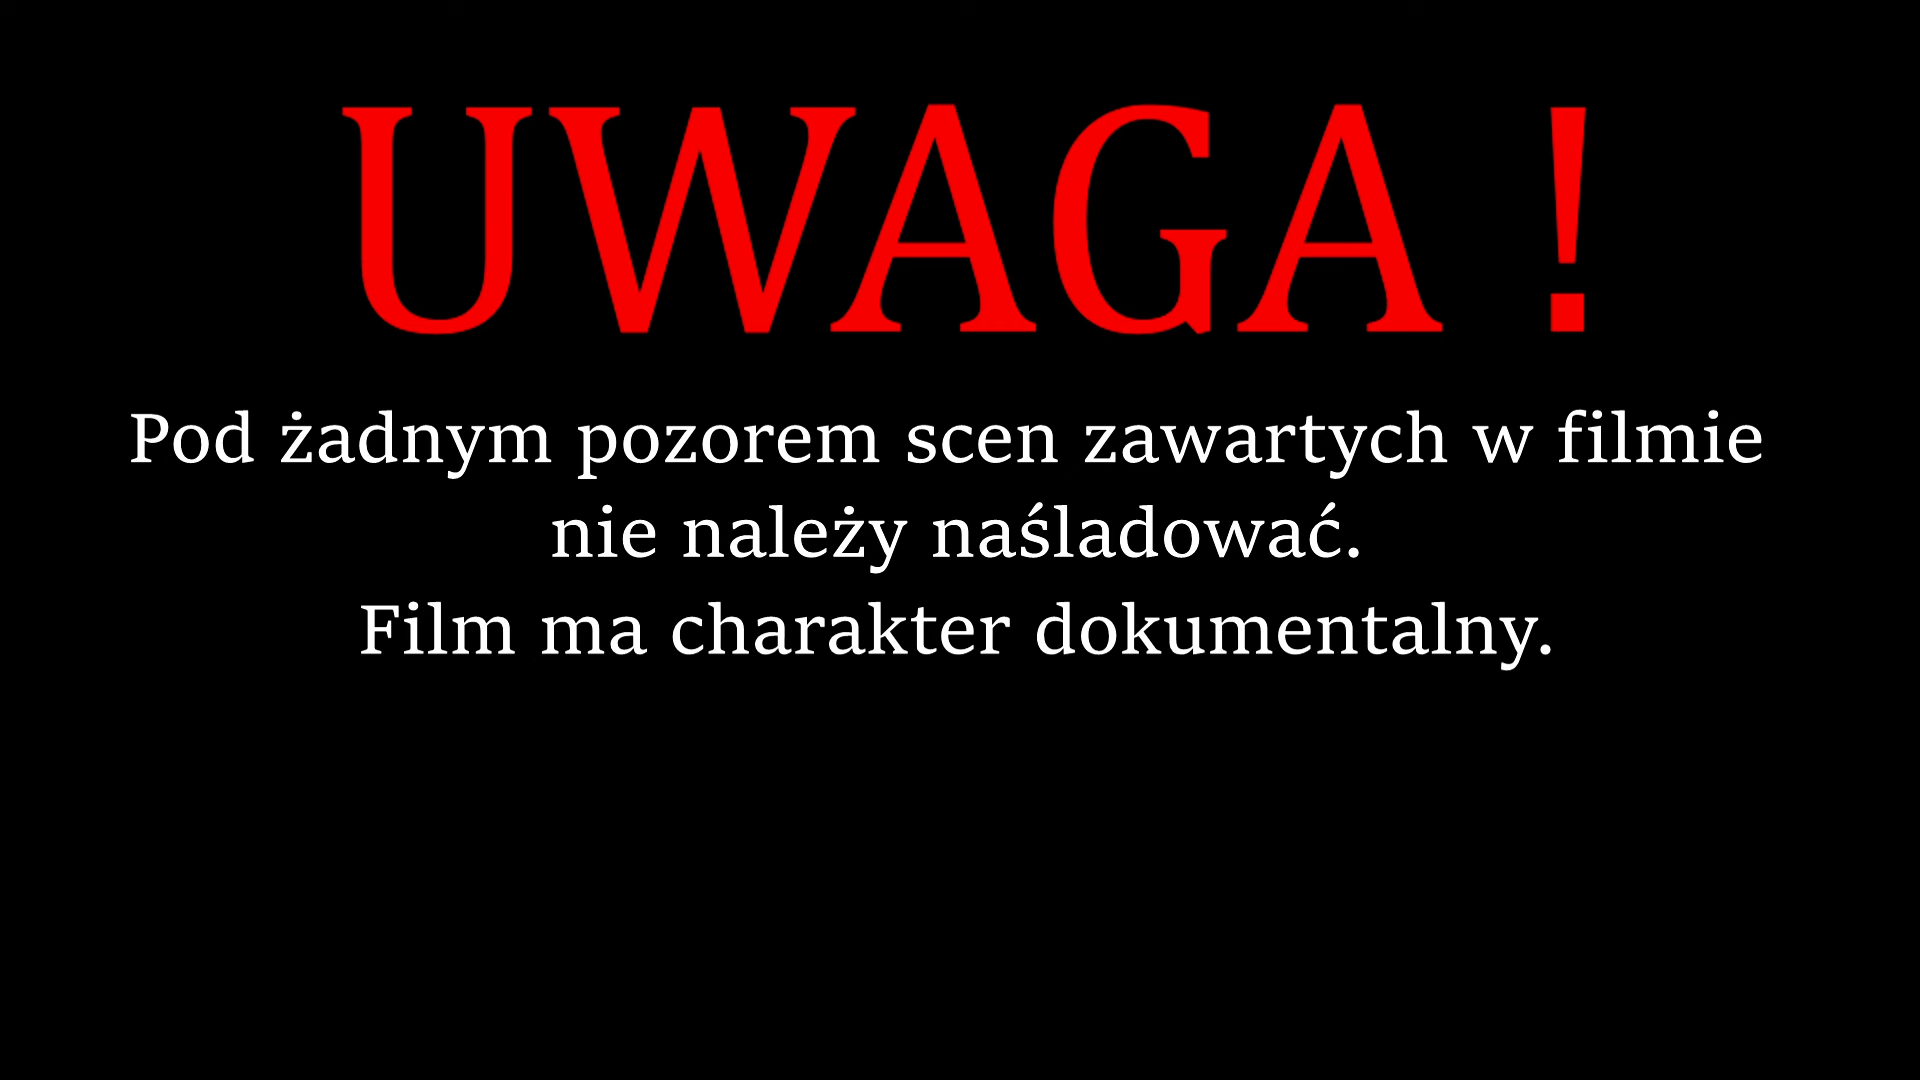 UWAGA !
Pod żadnym pozorem scen zawartych w filmie
nie należy naśladować.
Film ma charakter dokumentalny.